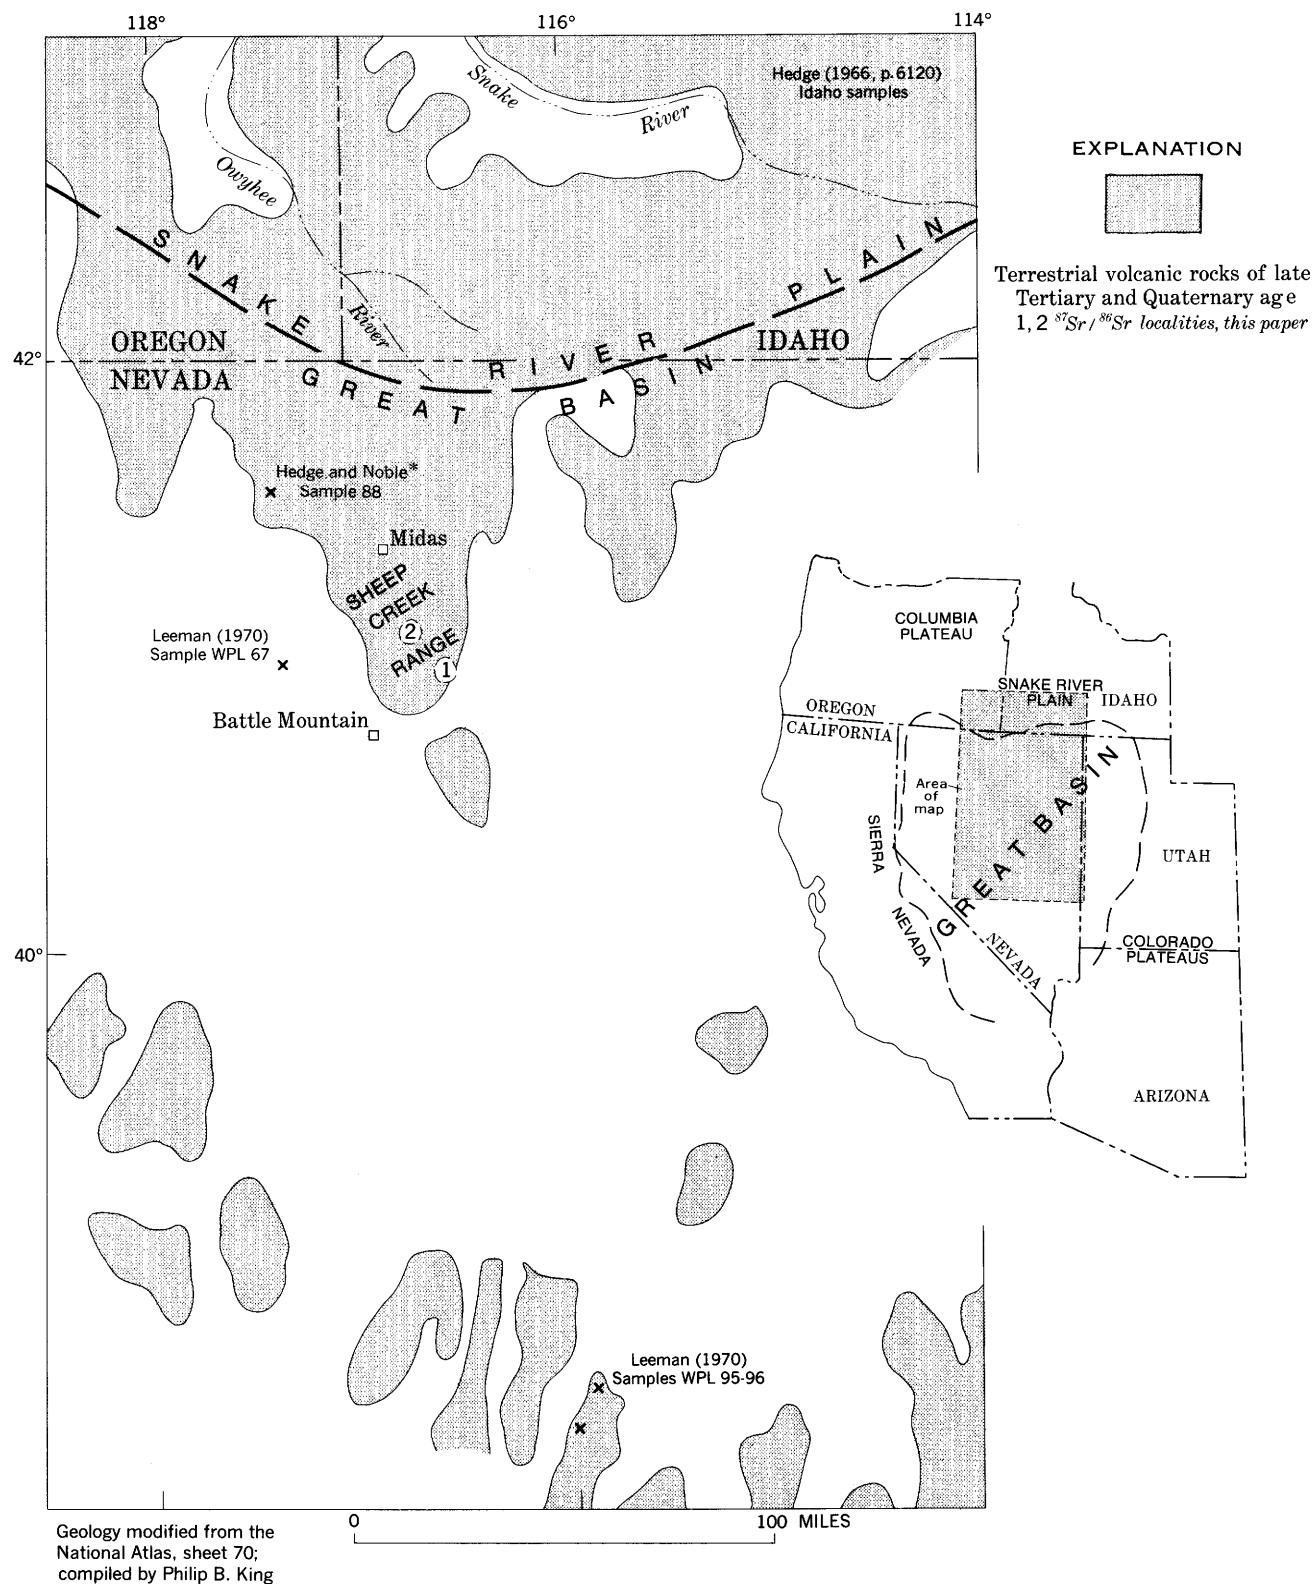 118°
116°
114°
Snake
River
Hedge (1966, p. 6120)
Idaho samples
Owyhee
River
SNAKE RIVER PLAIN
GREAT BASIN
OREGON
NEVADA
IDAHO
42°
Hedge and Noble*
Sample 88
Midas
SHEEP
CREEK
RANGE
2
1
Leeman (1970)
Sample WPL 67
Battle Mountain
40°
Leeman (1970)
Samples WPL 95-96
Geology modified from the
National Atlas, sheet 70;
compiled by Philip B. King
0
100 MILES
EXPLANATION
Terrestrial volcanic rocks of late
Tertiary and Quaternary age
1, 2 ⁸⁷Sr/⁸⁶Sr localities, this paper
COLUMBIA
PLATEAU
SNAKE RIVER
PLAIN
IDAHO
OREGON
CALIFORNIA
Area
of
map
GREAT BASIN
SIERRA
NEVADA
NEVADA
UTAH
COLORADO
PLATEAUS
ARIZONA